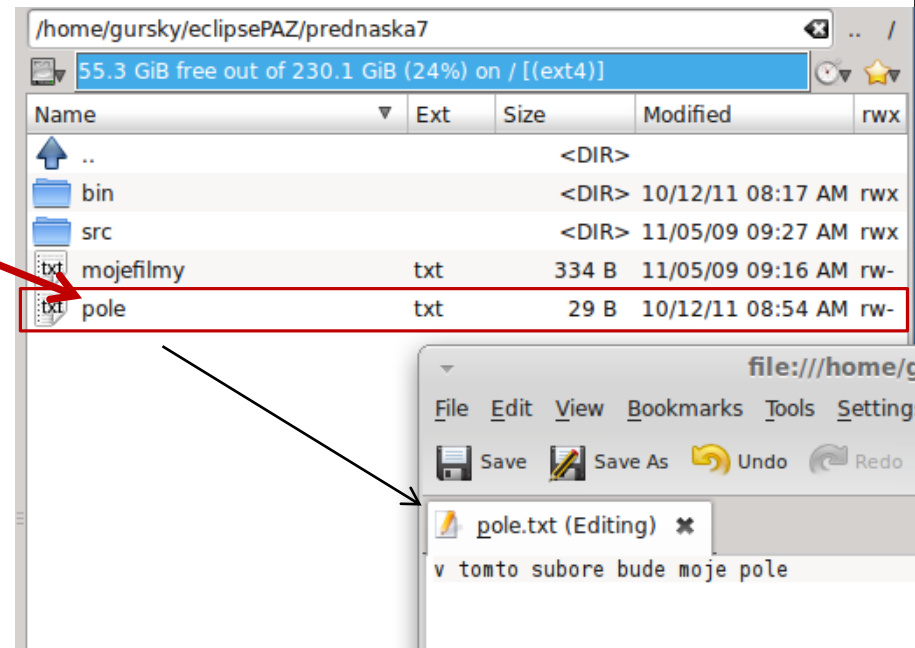 /home/gursky/eclipsePAZ/prednaska7 .. /
55.3 GiB free out of 230.1 GiB (24%) on / [(ext4)]
Name Ext Size Modified rwx
.. <DIR>
bin <DIR> 10/12/11 08:17 AM rwx
src <DIR> 11/05/09 09:27 AM rwx
txt mojefilmy txt 334 B 11/05/09 09:16 AM rw-
txt pole txt 29 B 10/12/11 08:54 AM rw-
file:///home/g
File Edit View Bookmarks Tools Setting
Save Save As Undo Redo
pole.txt (Editing)
v tomto subore bude moje pole